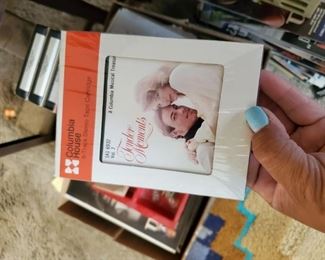 Columbia
House
8-Track Stereo Tape Cartridge
A Columbia Musical Treasury
Tender
Moments